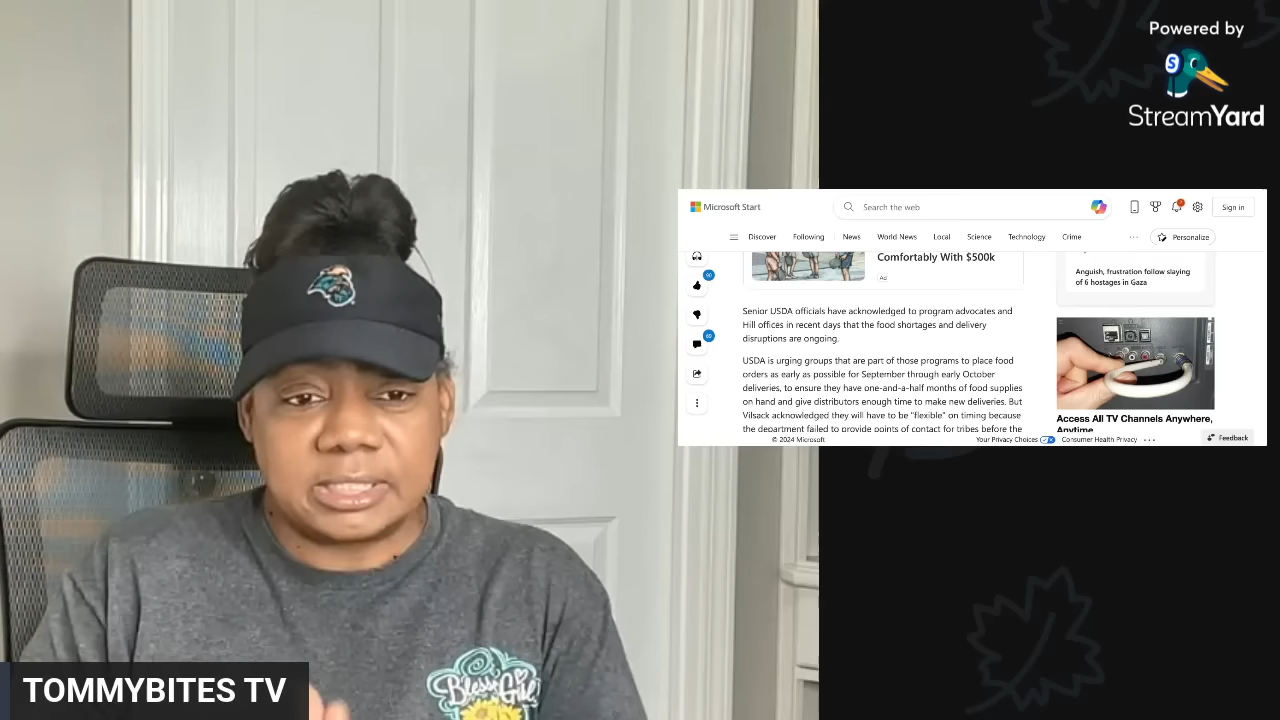 Powered by
StreamYard
Microsoft Start
Search the web
Sign in
Discover
Following
News
World News
Local
Science
Technology
Crime
Personalize
Comfortably With $500k
Ad
Anguish, frustration follow slaying
of 6 hostages in Gaza
90
69
Senior USDA officials have acknowledged to program advocates and
Hill offices in recent days that the food shortages and delivery
disruptions are ongoing.
USDA is urging groups that are part of those programs to place food
orders as early as possible for September through early October
deliveries, to ensure they have one-and-a-half months of food supplies
on hand and give distributors enough time to make new deliveries. But
Vilsack acknowledged they will have to be "flexible" on timing because
the department failed to provide points of contact for tribes before the
Access All TV Channels Anywhere,
Anytime
© 2024 Microsoft
Your Privacy Choices
Consumer Health Privacy
Feedback
Bless Girl
TOMMYBITES TV